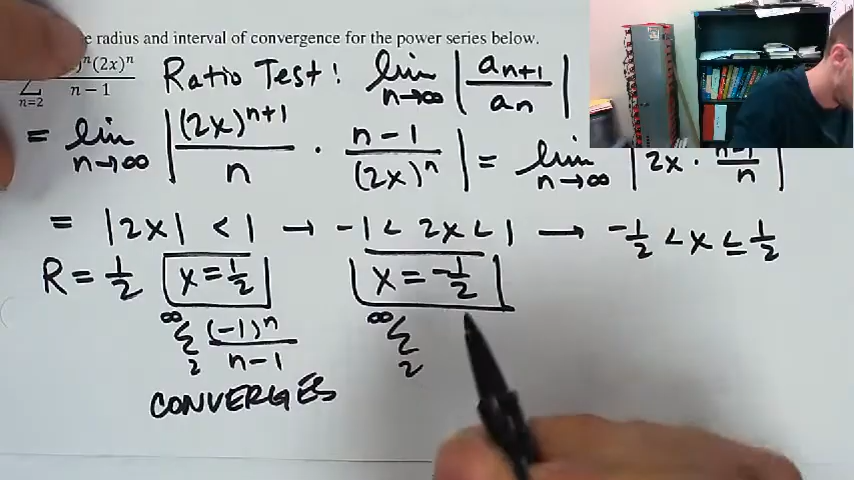 radius and interval of convergence for the power series below.
∑ n=2 )ⁿ(2x)ⁿ / n−1 Ratio Test! lim n→∞ | aₙ₊₁ / aₙ |
= lim n→∞ | (2x)ⁿ⁺¹ / n · n−1 / (2x)ⁿ | = lim n→∞ | 2x · n−1 / n |
= |2x| < 1 → −1 < 2x < 1 → −1/2 < x ≤ 1/2
R = 1/2 x = 1/2 x = −1/2
∞ ∑ 2 (−1)ⁿ / n−1 ∞ ∑ 2
CONVERGES